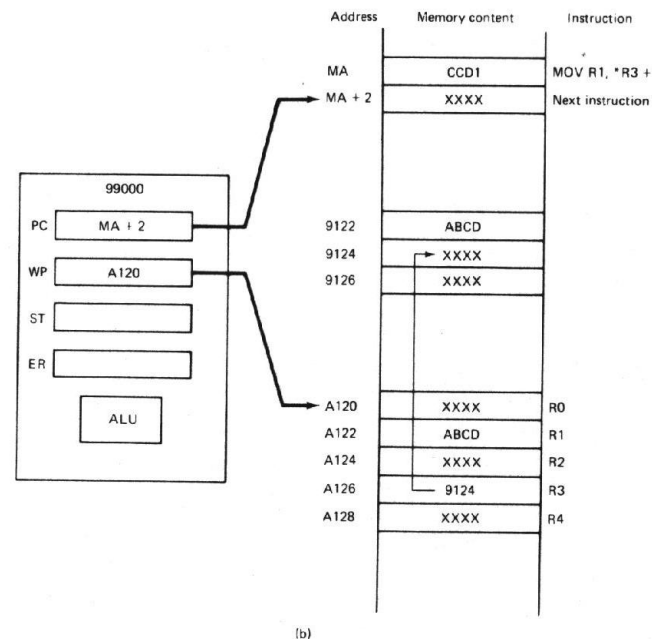 Address Memory content Instruction
MA CCD1 MOV R1, *R3 +
MA + 2 XXXX Next instruction
99000
PC MA + 2
9122 ABCD
9124 XXXX
WP A120
9126 XXXX
ST
ER
ALU
A120 XXXX R0
A122 ABCD R1
A124 XXXX R2
A126 9124 R3
A128 XXXX R4
(b)